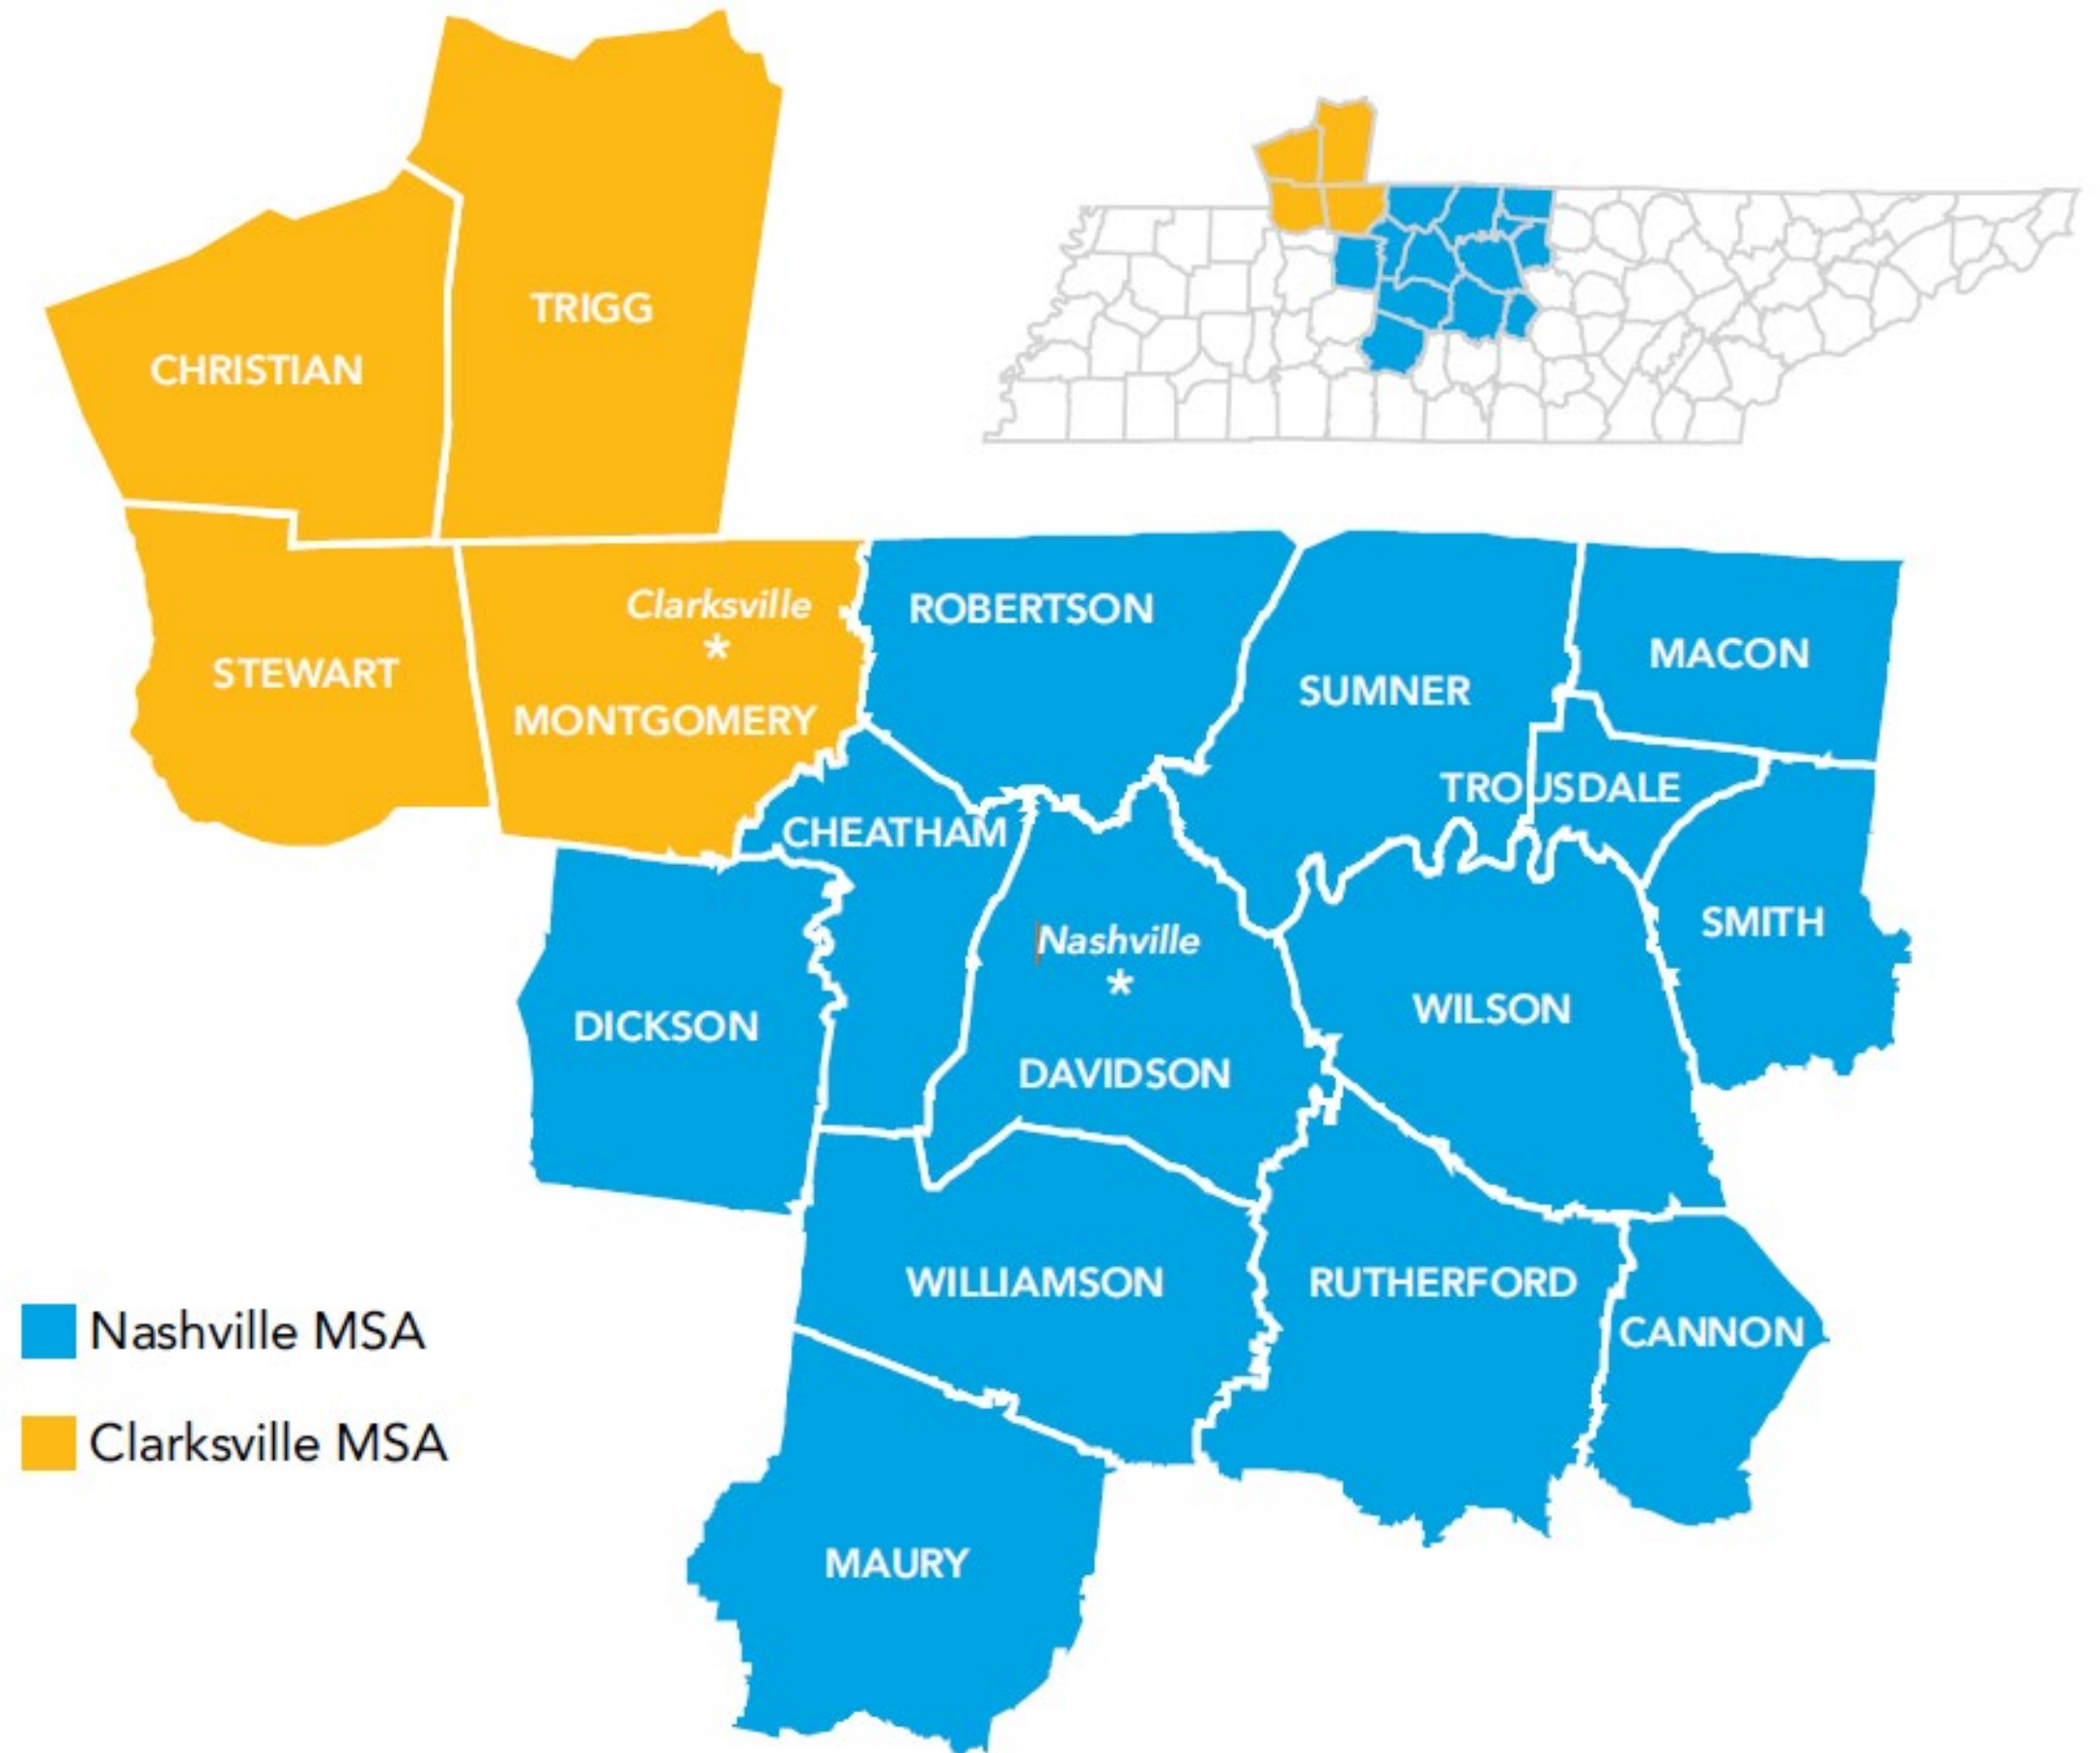 TRIGG
CHRISTIAN
Clarksville
*
ROBERTSON
MACON
STEWART
SUMNER
MONTGOMERY
TROUSDALE
CHEATHAM
SMITH
Nashville
*
WILSON
DICKSON
DAVIDSON
WILLIAMSON
RUTHERFORD
CANNON
Nashville MSA
Clarksville MSA
MAURY